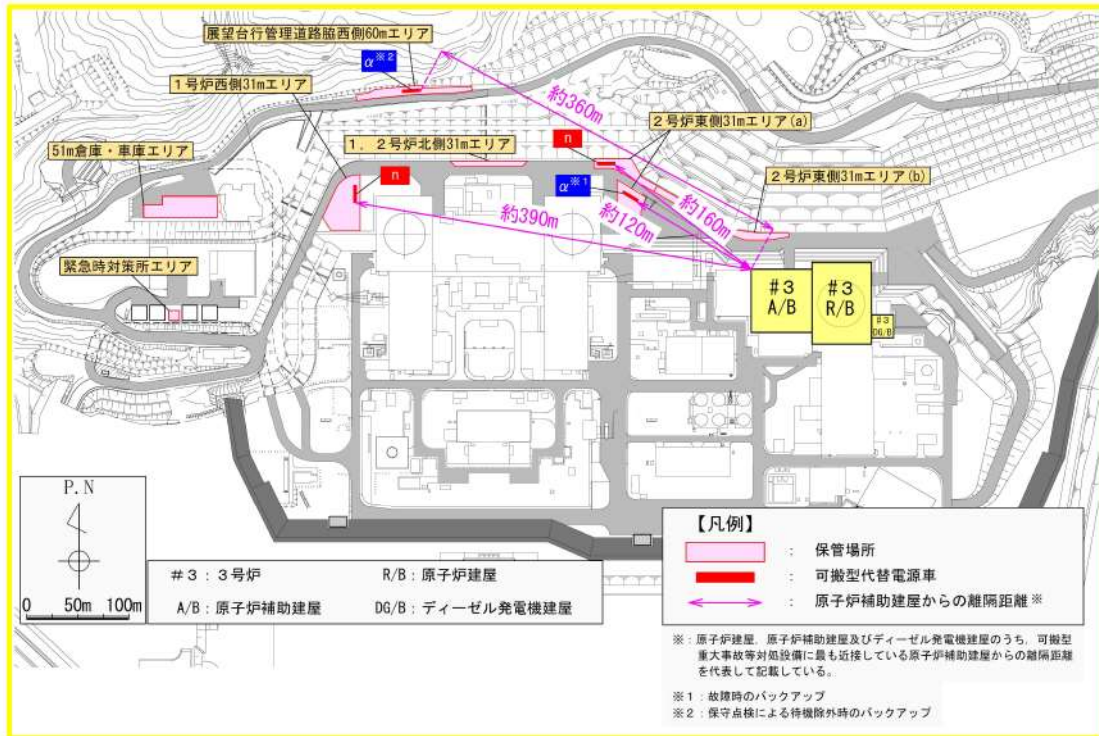 展望台行管理道路脇西側60mエリア
α※2
1号炉西側31mエリア
約360m
2号炉東側31mエリア(a)
n
1，2号炉北側31mエリア
51m倉庫・車庫エリア
n
α※1
2号炉東側31mエリア(b)
約390m
約160m
約120m
緊急時対策所エリア
#3
A/B
#3
R/B
#3
DG/B
P.N
0 50m 100m
#3：3号炉
R/B：原子炉建屋
A/B：原子炉補助建屋
DG/B：ディーゼル発電機建屋
【凡例】
： 保管場所
： 可搬型代替電源車
： 原子炉補助建屋からの離隔距離※
※：原子炉建屋，原子炉補助建屋及びディーゼル発電機建屋のうち，可搬型
重大事故等対処設備に最も近接している原子炉補助建屋からの離隔距離
を代表して記載している。
※1：故障時のバックアップ
※2：保守点検による待機除外時のバックアップ